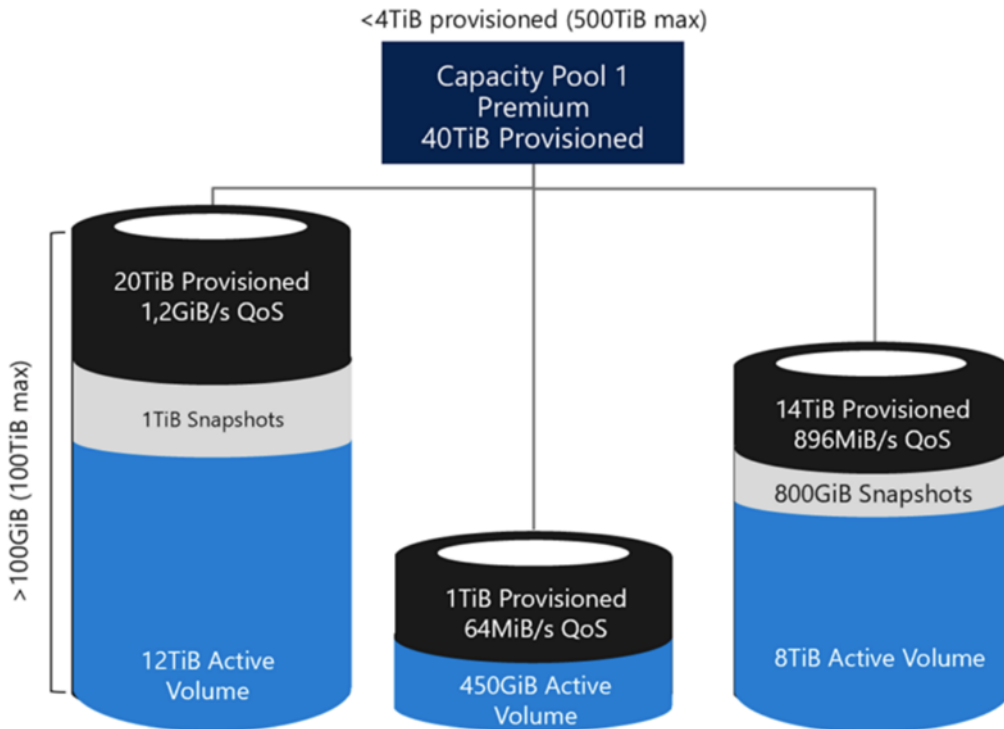 <4TiB provisioned (500TiB max)
Capacity Pool 1
Premium
40TiB Provisioned
>100GiB (100TiB max)
20TiB Provisioned
1,2GiB/s QoS
1TiB Snapshots
12TiB Active
Volume
1TiB Provisioned
64MiB/s QoS
450GiB Active
Volume
14TiB Provisioned
896MiB/s QoS
800GiB Snapshots
8TiB Active Volume